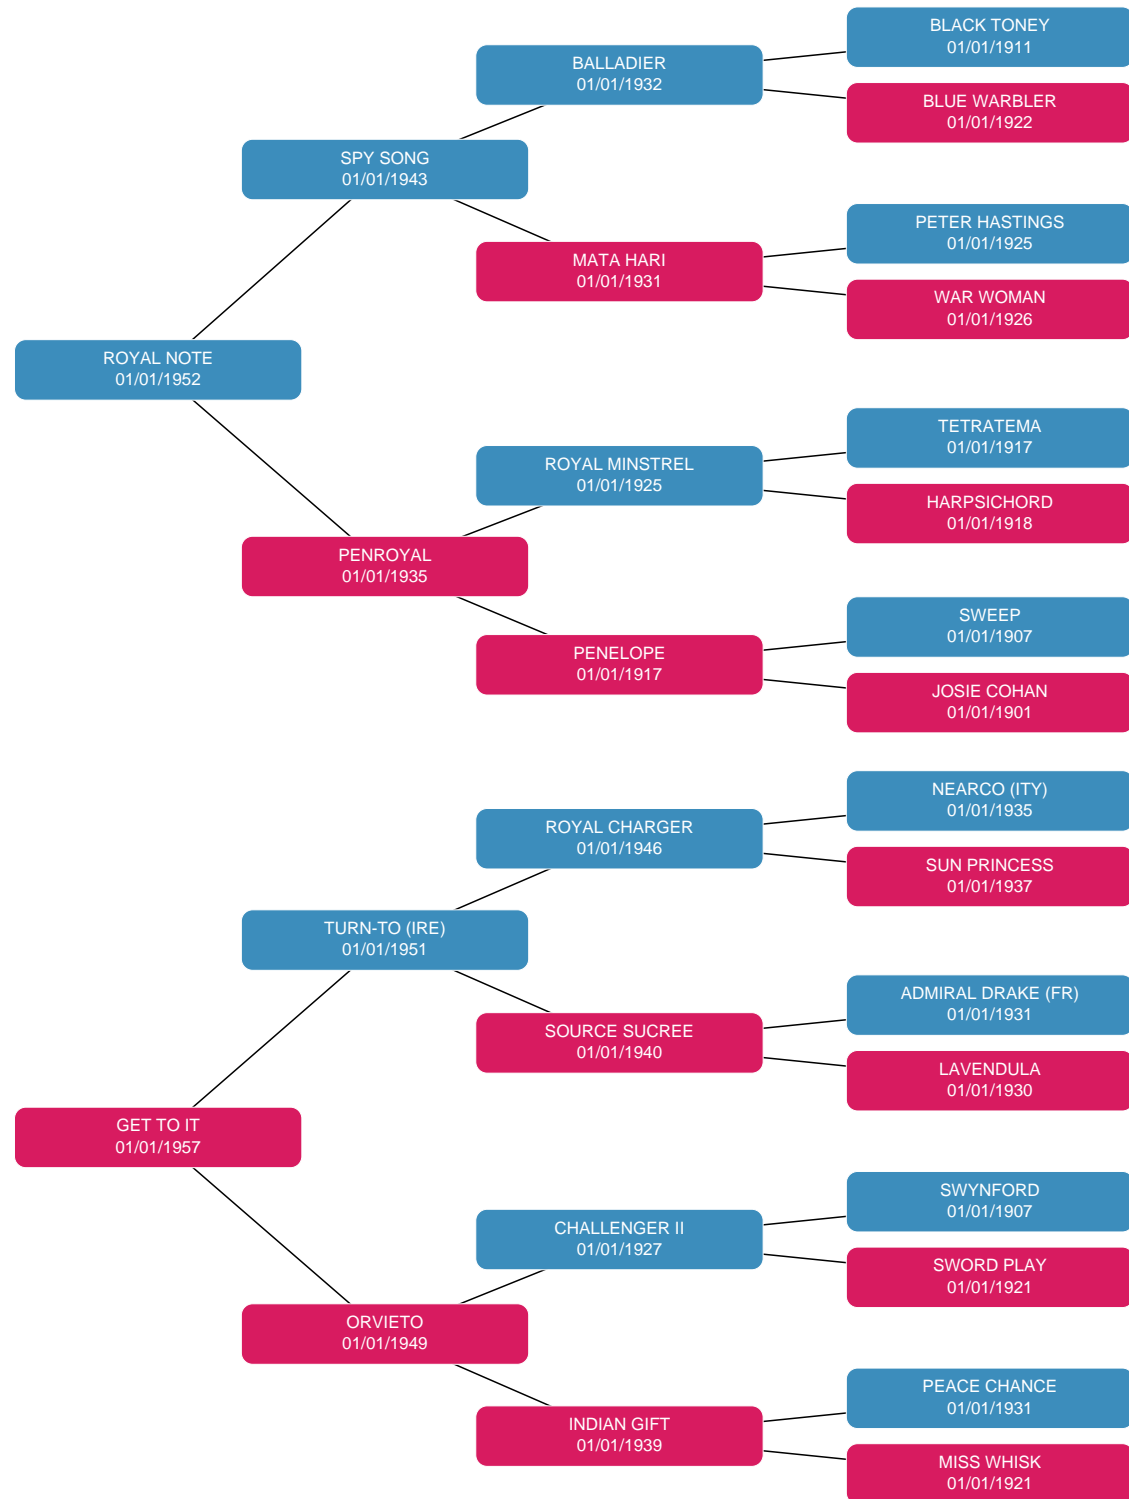 BLACK TONEY
01/01/1911
BALLADIER
01/01/1932
BLUE WARBLER
01/01/1922
SPY SONG
01/01/1943
PETER HASTINGS
01/01/1925
MATA HARI
01/01/1931
WAR WOMAN
01/01/1926
ROYAL NOTE
01/01/1952
TETRATEMA
01/01/1917
ROYAL MINSTREL
01/01/1925
HARPSICHORD
01/01/1918
PENROYAL
01/01/1935
SWEEP
01/01/1907
PENELOPE
01/01/1917
JOSIE COHAN
01/01/1901
NEARCO (ITY)
01/01/1935
ROYAL CHARGER
01/01/1946
SUN PRINCESS
01/01/1937
TURN-TO (IRE)
01/01/1951
ADMIRAL DRAKE (FR)
01/01/1931
SOURCE SUCREE
01/01/1940
LAVENDULA
01/01/1930
GET TO IT
01/01/1957
SWYNFORD
01/01/1907
CHALLENGER II
01/01/1927
SWORD PLAY
01/01/1921
ORVIETO
01/01/1949
PEACE CHANCE
01/01/1931
INDIAN GIFT
01/01/1939
MISS WHISK
01/01/1921